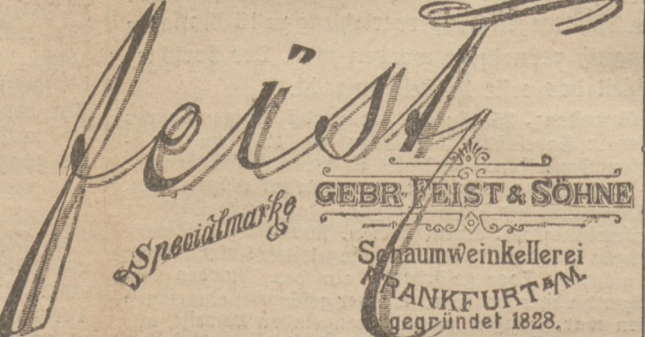 feist
Specialmarke
GEBR. FEIST & SÖHNE
Schaumweinkellerei
FRANKFURT a/M.
gegründet 1828.